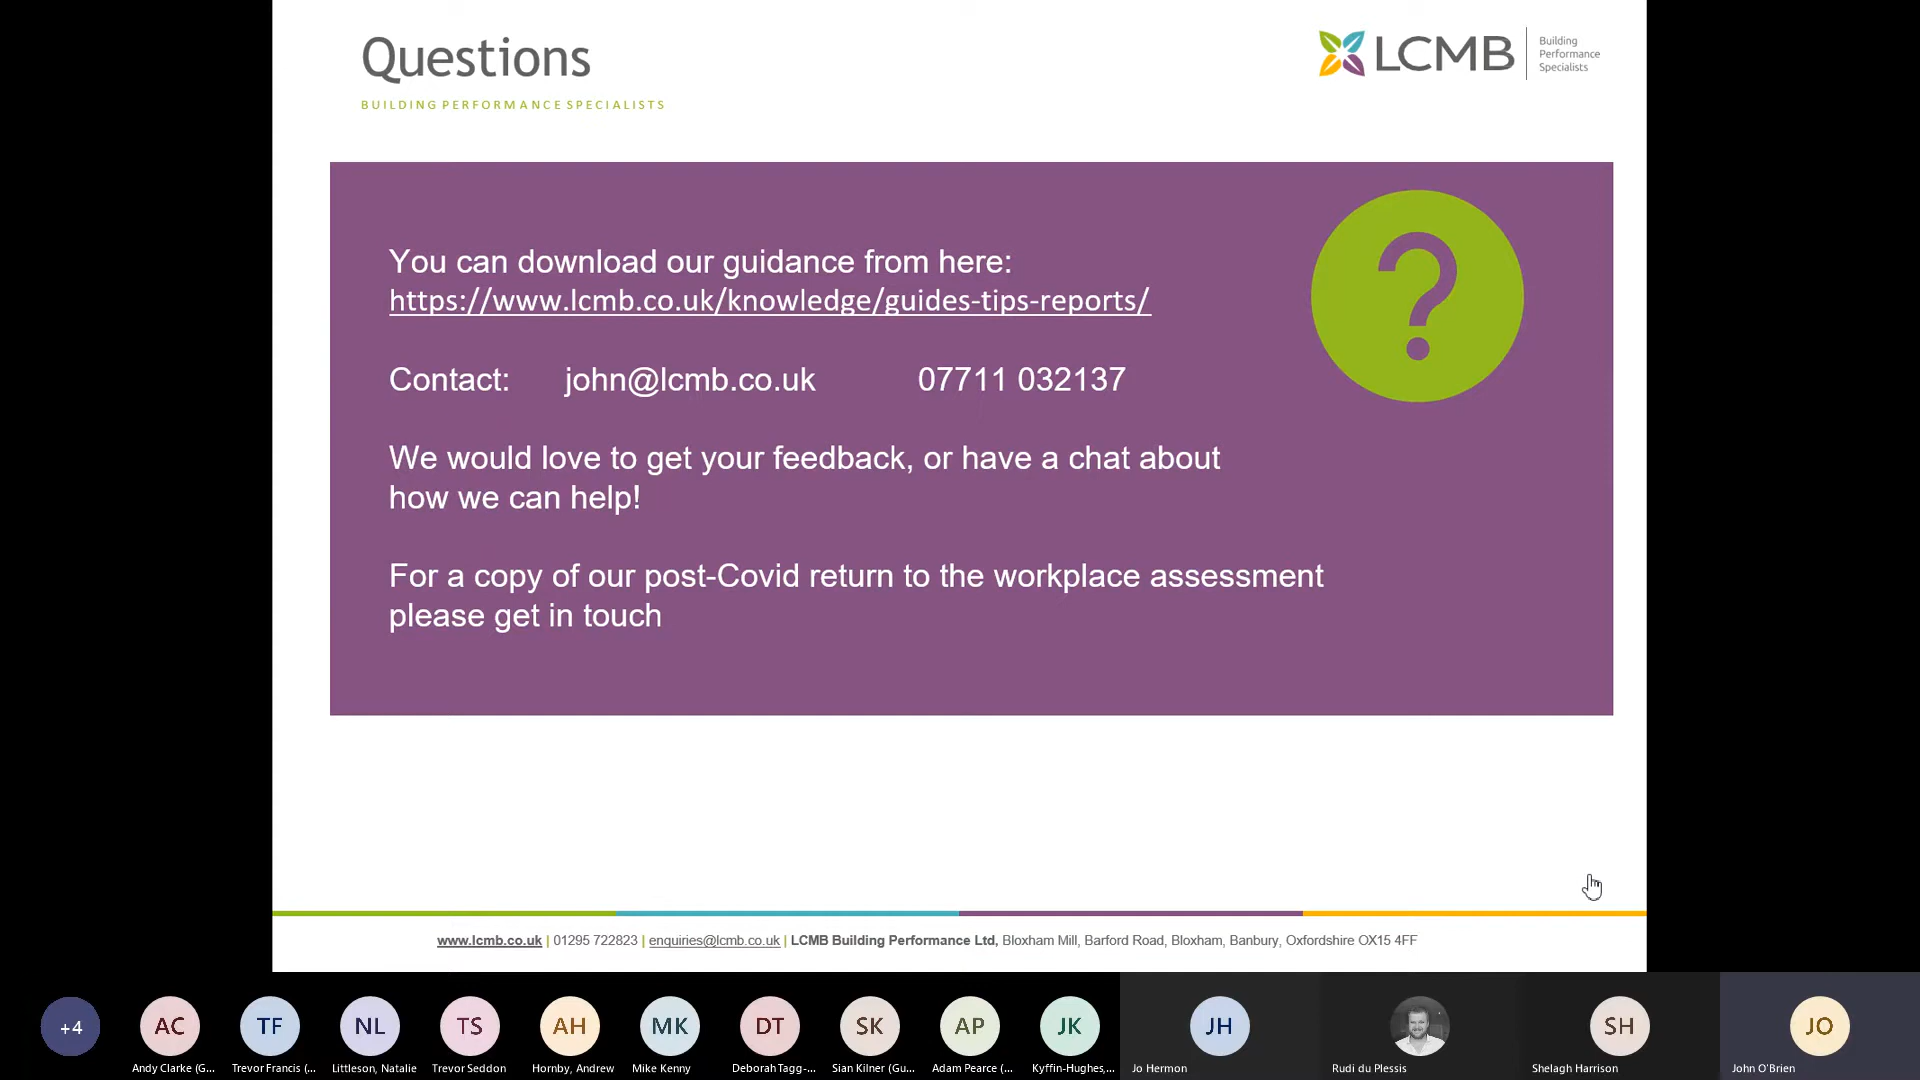 Questions
BUILDING PERFORMANCE SPECIALISTS
LCMB
Building
Performance
Specialists
You can download our guidance from here:
https://www.lcmb.co.uk/knowledge/guides-tips-reports/
?
Contact: john@lcmb.co.uk 07711 032137
We would love to get your feedback, or have a chat about
how we can help!
For a copy of our post-Covid return to the workplace assessment
please get in touch
www.lcmb.co.uk | 01295 722823 | enquiries@lcmb.co.uk | LCMB Building Performance Ltd, Bloxham Mill, Barford Road, Bloxham, Banbury, Oxfordshire OX15 4FF
+4 AC TF NL TS AH MK DT SK AP JK JH SH JO
Andy Clarke (G... Trevor Francis (... Littleson, Natalie Trevor Seddon Hornby, Andrew Mike Kenny Deborah Tagg-... Sian Kilner (Gu... Adam Pearce (... Kyffin-Hughes,... Jo Hermon Rudi du Plessis Shelagh Harrison John O'Brien